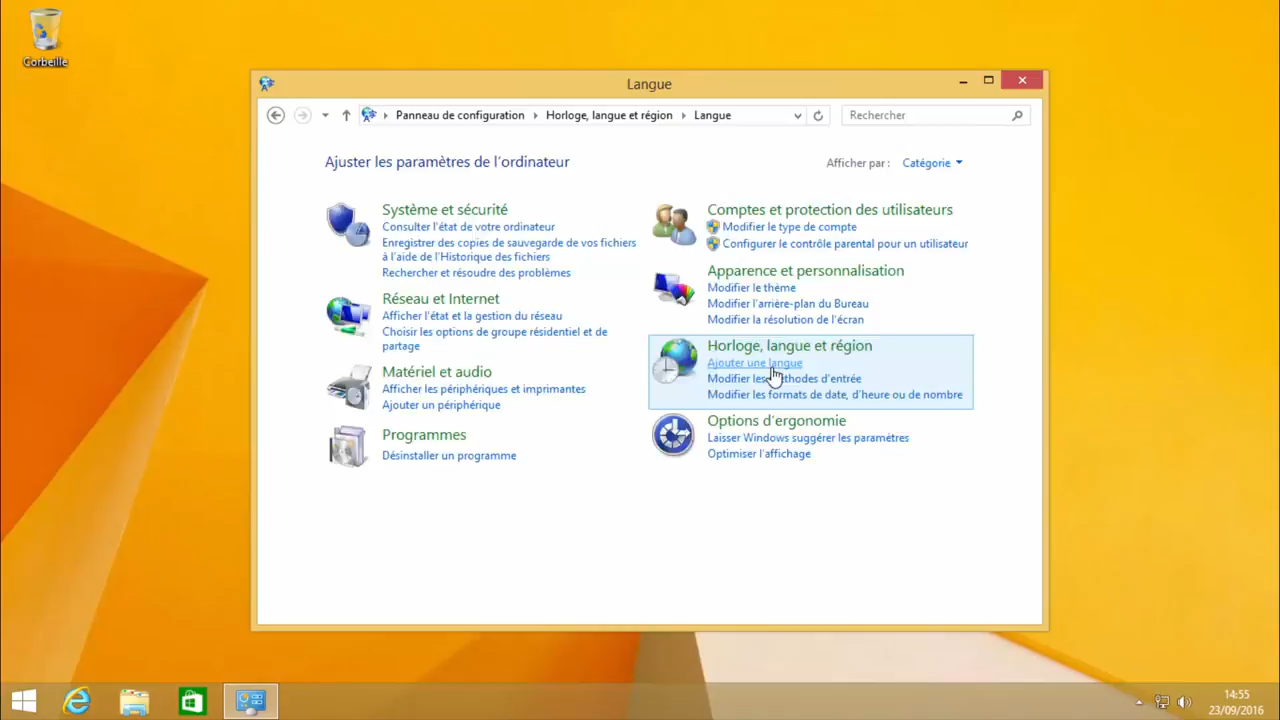 Corbeille
Langue
Panneau de configuration
Horloge, langue et région
Langue
Rechercher
Ajuster les paramètres de l'ordinateur
Afficher par :
Catégorie
Système et sécurité
Consulter l'état de votre ordinateur
Enregistrer des copies de sauvegarde de vos fichiers
à l'aide de l'Historique des fichiers
Rechercher et résoudre des problèmes
Réseau et Internet
Afficher l'état et la gestion du réseau
Choisir les options de groupe résidentiel et de
partage
Matériel et audio
Afficher les périphériques et imprimantes
Ajouter un périphérique
Programmes
Désinstaller un programme
Comptes et protection des utilisateurs
Modifier le type de compte
Configurer le contrôle parental pour un utilisateur
Apparence et personnalisation
Modifier le thème
Modifier l'arrière-plan du Bureau
Modifier la résolution de l'écran
Horloge, langue et région
Ajouter une langue
Modifier les méthodes d'entrée
Modifier les formats de date, d'heure ou de nombre
Options d'ergonomie
Laisser Windows suggérer les paramètres
Optimiser l'affichage
14:55
23/09/2016